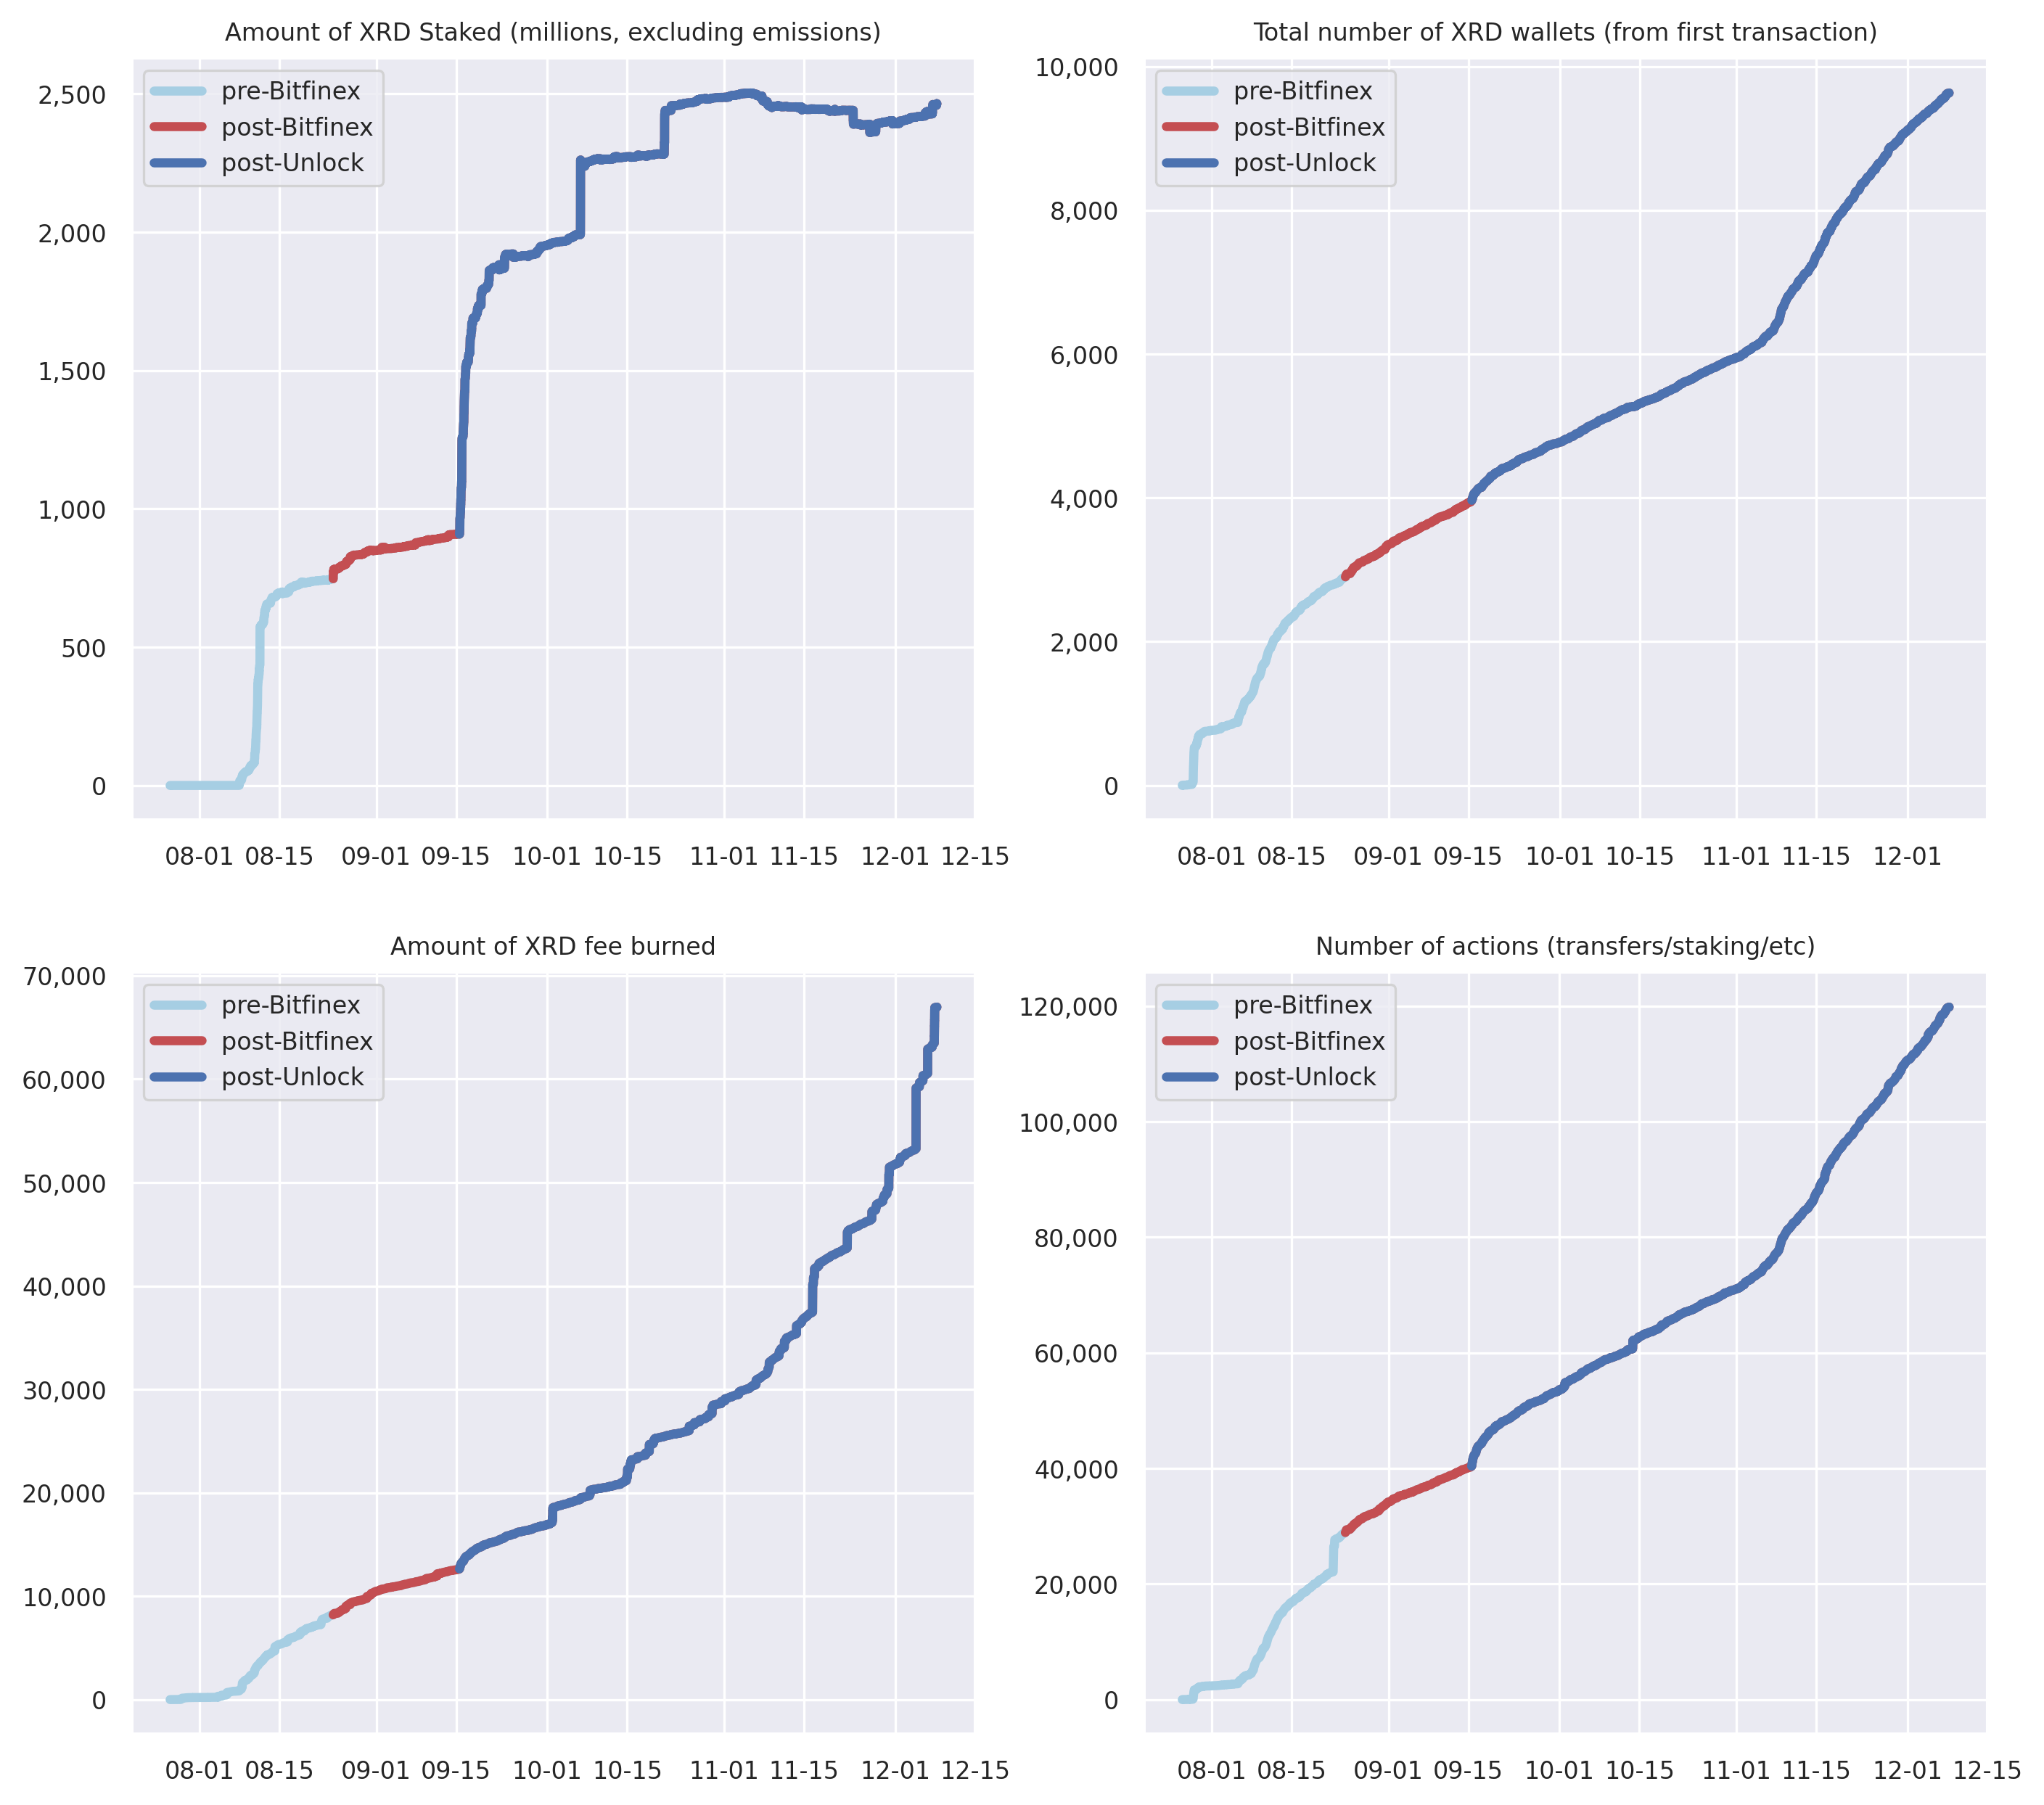 Amount of XRD Staked (millions, excluding emissions)
pre-Bitfinex
post-Bitfinex
post-Unlock
2,500
2,000
1,500
1,000
500
0
08-01 08-15 09-01 09-15 10-01 10-15 11-01 11-15 12-01 12-15
Total number of XRD wallets (from first transaction)
pre-Bitfinex
post-Bitfinex
post-Unlock
10,000
8,000
6,000
4,000
2,000
0
08-01 08-15 09-01 09-15 10-01 10-15 11-01 11-15 12-01
Amount of XRD fee burned
pre-Bitfinex
post-Bitfinex
post-Unlock
70,000
60,000
50,000
40,000
30,000
20,000
10,000
0
08-01 08-15 09-01 09-15 10-01 10-15 11-01 11-15 12-01 12-15
Number of actions (transfers/staking/etc)
pre-Bitfinex
post-Bitfinex
post-Unlock
120,000
100,000
80,000
60,000
40,000
20,000
0
08-01 08-15 09-01 09-15 10-01 10-15 11-01 11-15 12-01 12-15